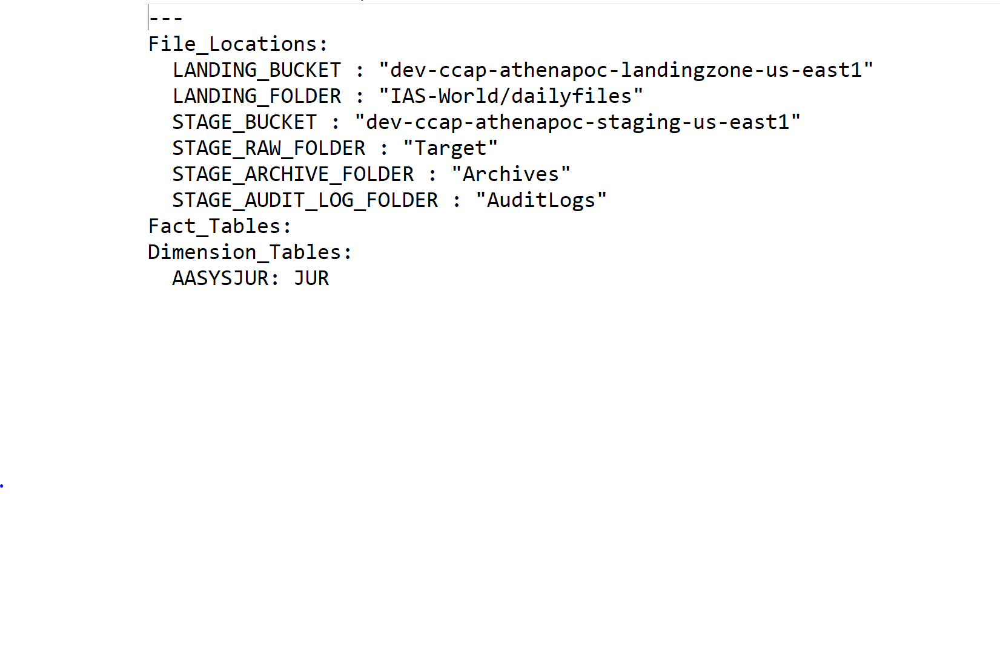 ---
File_Locations:
  LANDING_BUCKET : "dev-ccap-athenapoc-landingzone-us-east1"
  LANDING_FOLDER : "IAS-World/dailyfiles"
  STAGE_BUCKET : "dev-ccap-athenapoc-staging-us-east1"
  STAGE_RAW_FOLDER : "Target"
  STAGE_ARCHIVE_FOLDER : "Archives"
  STAGE_AUDIT_LOG_FOLDER : "AuditLogs"
Fact_Tables:
Dimension_Tables:
  AASYSJUR: JUR